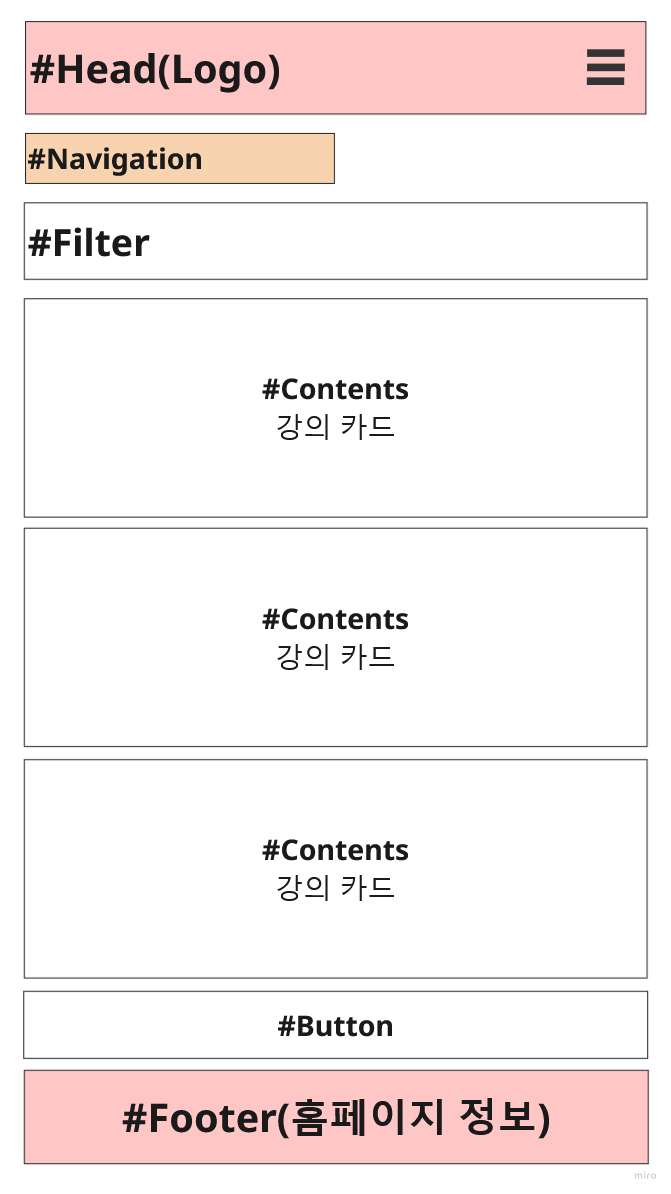 #Head(Logo)
#Navigation
#Filter
#Contents
강의 카드
#Contents
강의 카드
#Contents
강의 카드
#Button
#Footer(홈페이지 정보)
miro